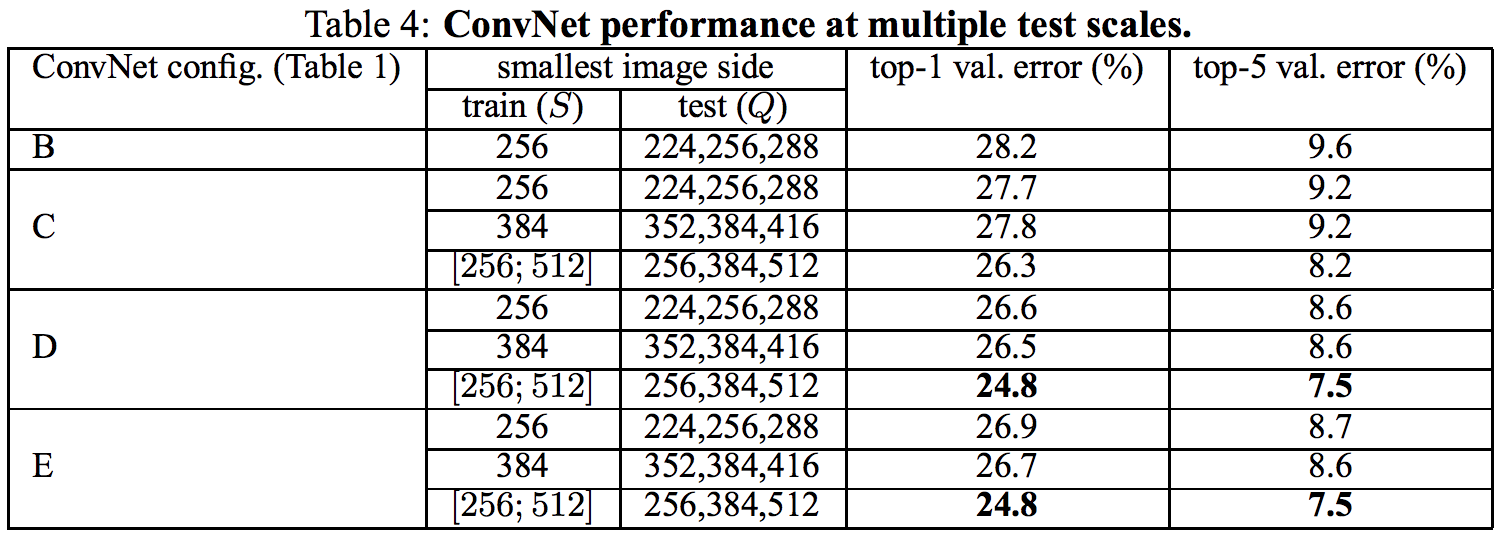 Table 4: ConvNet performance at multiple test scales.
ConvNet config. (Table 1) smallest image side top-1 val. error (%) top-5 val. error (%)
train (S) test (Q)
B 256 224,256,288 28.2 9.6
C 256 224,256,288 27.7 9.2
384 352,384,416 27.8 9.2
[256; 512] 256,384,512 26.3 8.2
D 256 224,256,288 26.6 8.6
384 352,384,416 26.5 8.6
[256; 512] 256,384,512 24.8 7.5
E 256 224,256,288 26.9 8.7
384 352,384,416 26.7 8.6
[256; 512] 256,384,512 24.8 7.5